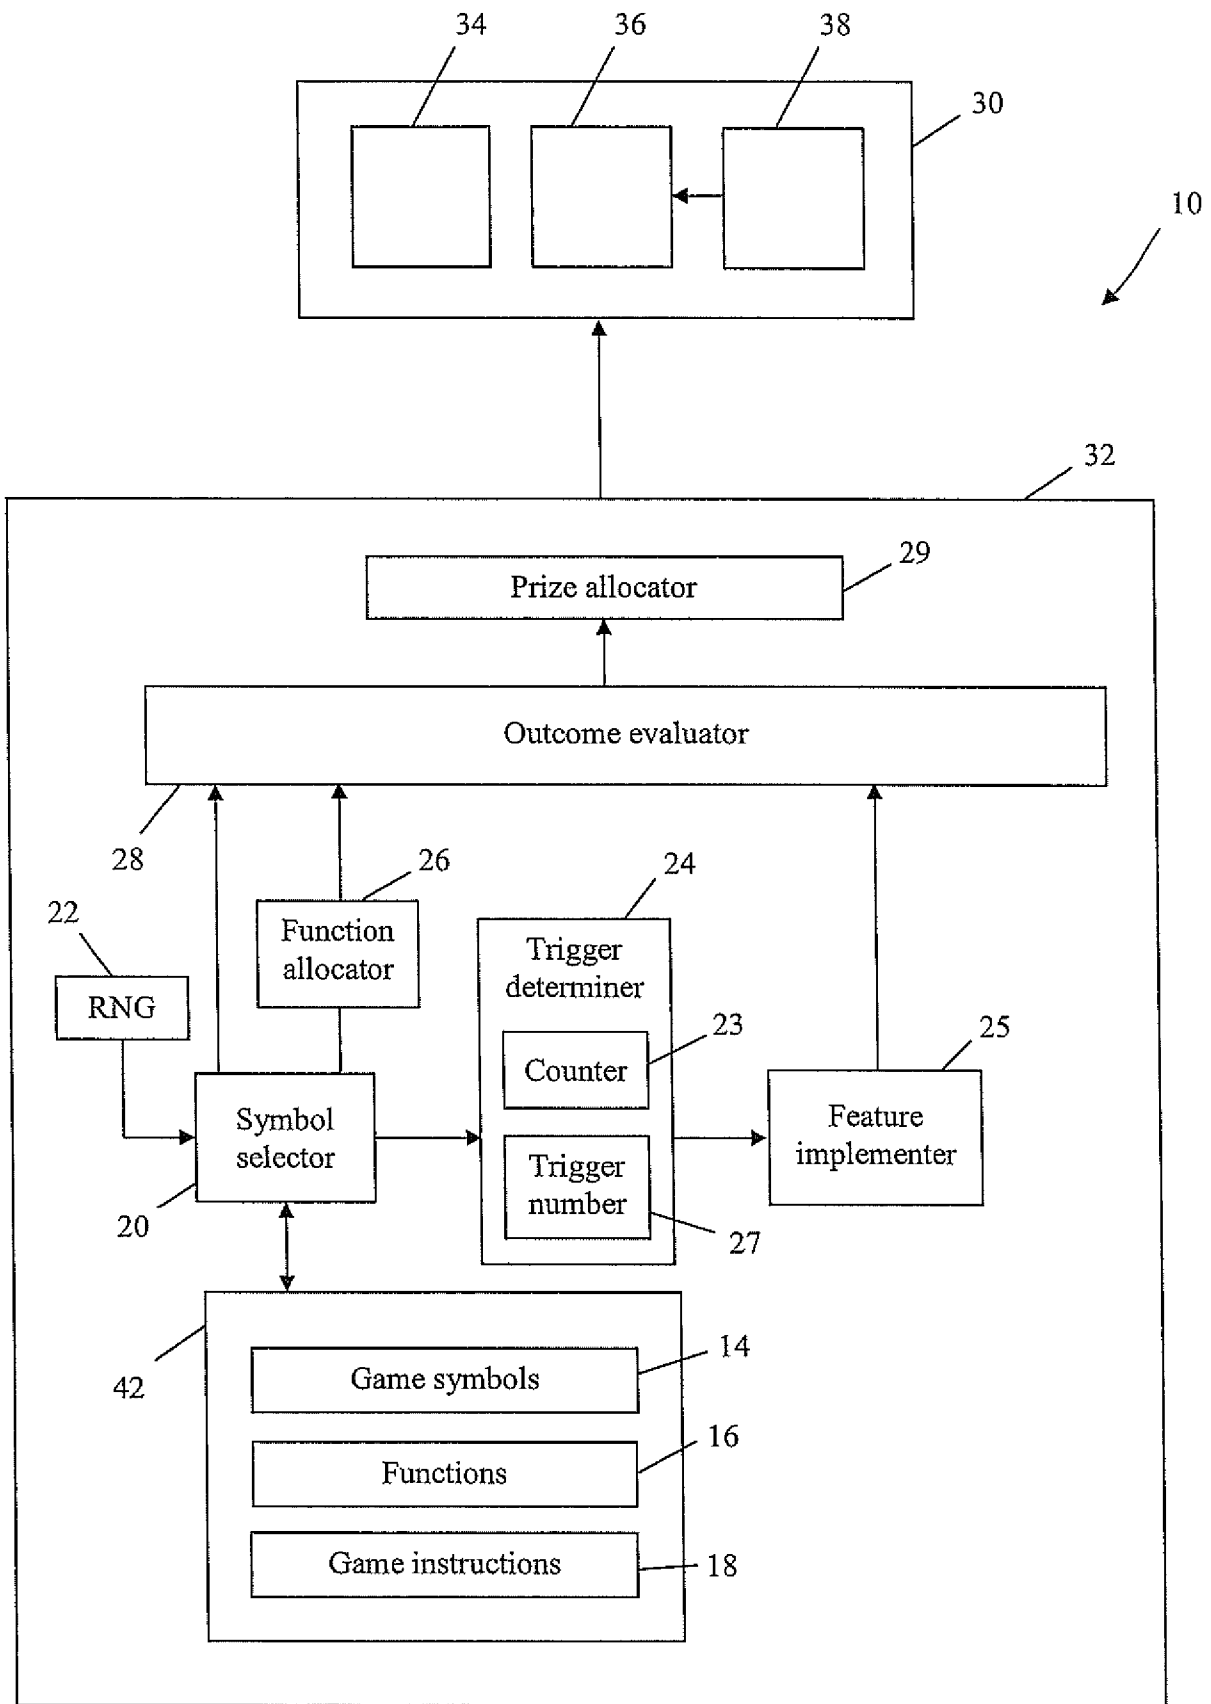 34
36
38
30
10
32
29
Prize allocator
Outcome evaluator
28
26
24
22
Function
allocator
Trigger
determiner
RNG
23
25
Counter
Symbol
selector
Feature
implementer
Trigger
number
20
27
42
14
Game symbols
16
Functions
Game instructions
18